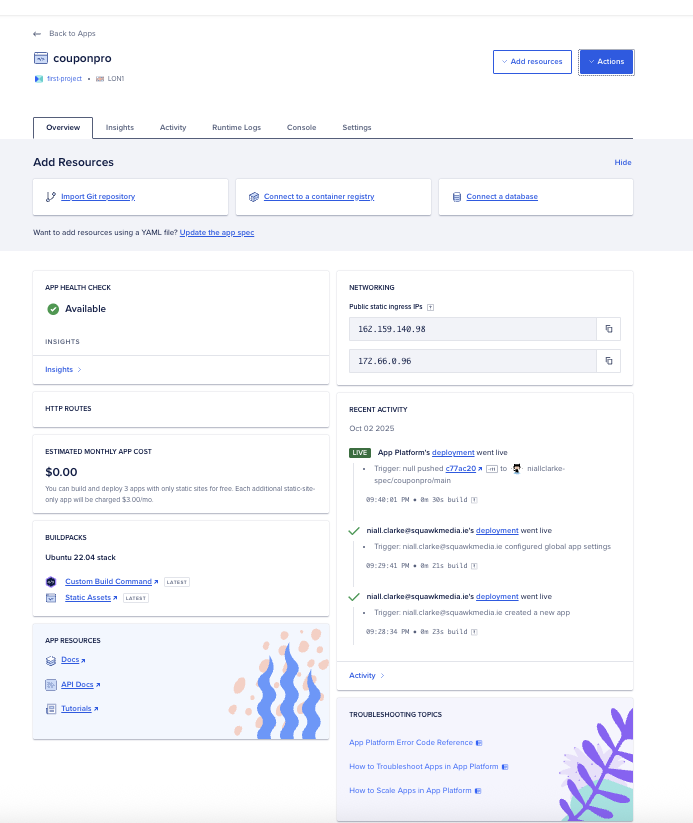 Back to Apps
couponpro
first-project • LON1
Add resources
Actions
Overview
Insights
Activity
Runtime Logs
Console
Settings
Add Resources
Hide
Import Git repository
Connect to a container registry
Connect a database
Want to add resources using a YAML file? Update the app spec
APP HEALTH CHECK
Available
INSIGHTS
Insights
HTTP ROUTES
ESTIMATED MONTHLY APP COST
$0.00
You can build and deploy 3 apps with only static sites for free. Each additional static-site-
only app will be charged $3.00/mo.
BUILDPACKS
Ubuntu 22.04 stack
Custom Build Command LATEST
Static Assets LATEST
APP RESOURCES
Docs
API Docs
Tutorials
NETWORKING
Public static ingress IPs
162.159.140.98
172.66.0.96
RECENT ACTIVITY
Oct 02 2025
LIVE App Platform's deployment went live
• Trigger: null pushed c77ac20 to niallclarke-
spec/couponpro/main
09:40:01 PM • 0m 30s build
niall.clarke@squawkmedia.ie's deployment went live
• Trigger: niall.clarke@squawkmedia.ie configured global app settings
09:29:41 PM • 0m 21s build
niall.clarke@squawkmedia.ie's deployment went live
• Trigger: niall.clarke@squawkmedia.ie created a new app
09:28:34 PM • 0m 23s build
Activity
TROUBLESHOOTING TOPICS
App Platform Error Code Reference
How to Troubleshoot Apps in App Platform
How to Scale Apps in App Platform